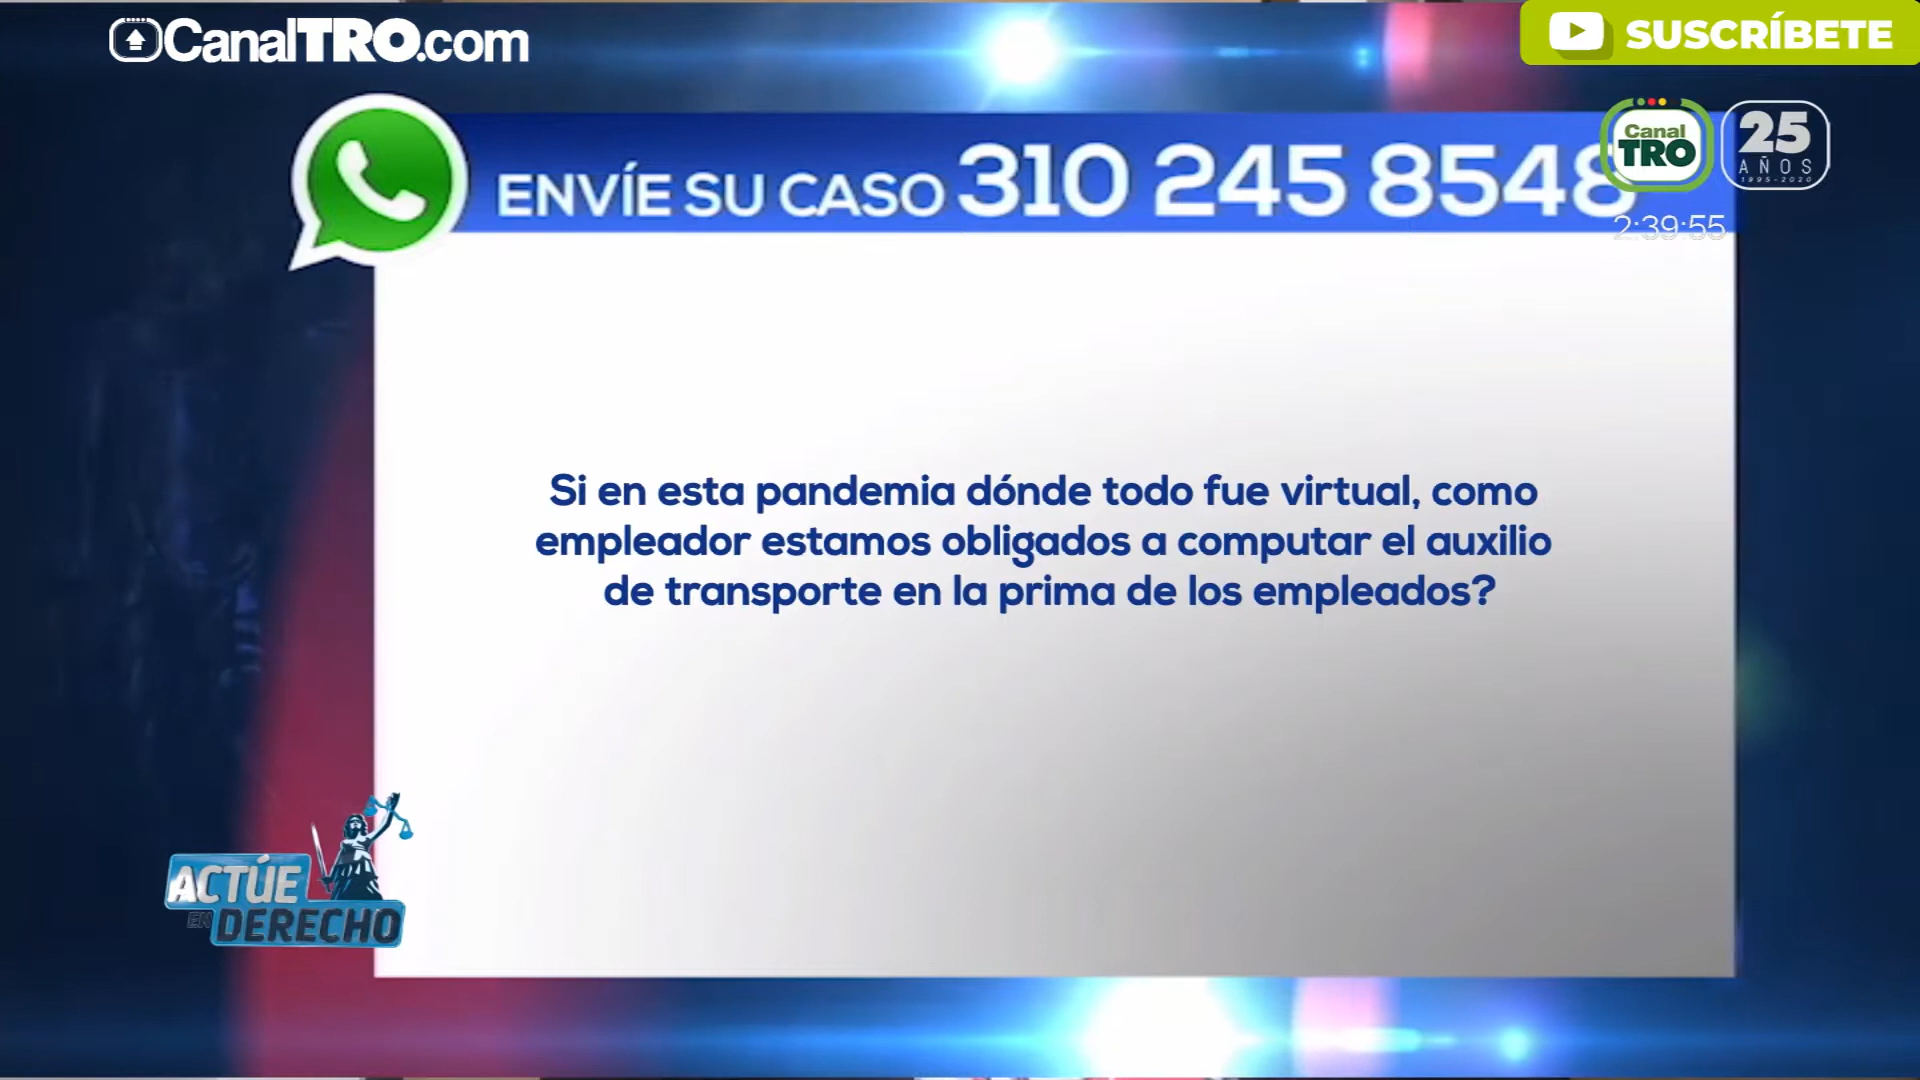 CanalTRO.com
SUSCRÍBETE
ENVÍE SU CASO 310 245 8548
Canal
TRO
25
AÑOS
1995-2020
2:39:55
Si en esta pandemia dónde todo fue virtual, como
empleador estamos obligados a computar el auxilio
de transporte en la prima de los empleados?
ACTÚE
EN DERECHO